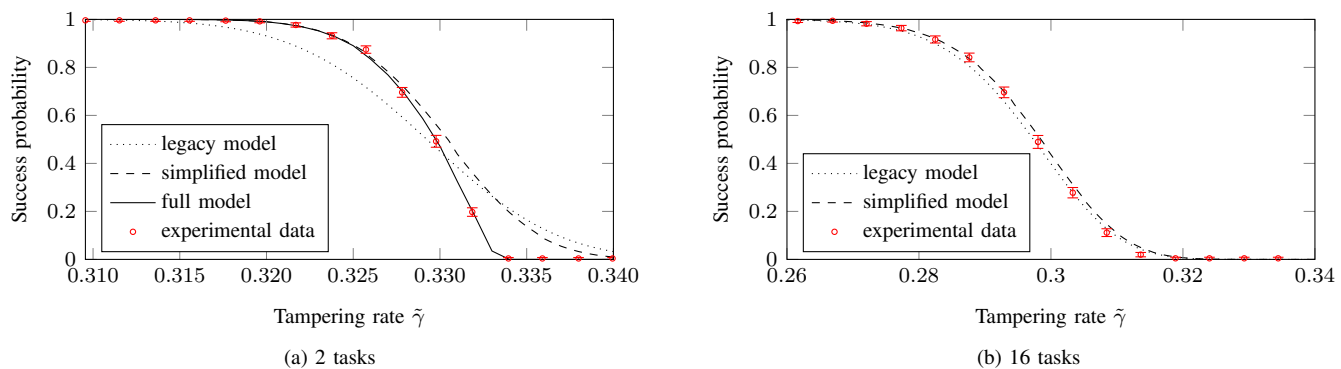 1
0.8
0.6
0.4
0.2
0
Success probability
legacy model
simplified model
full model
experimental data
0.310 0.315 0.320 0.325 0.330 0.335 0.340
Tampering rate γ̃
(a) 2 tasks
1
0.8
0.6
0.4
0.2
0
Success probability
legacy model
simplified model
experimental data
0.26 0.28 0.3 0.32 0.34
Tampering rate γ̃
(b) 16 tasks